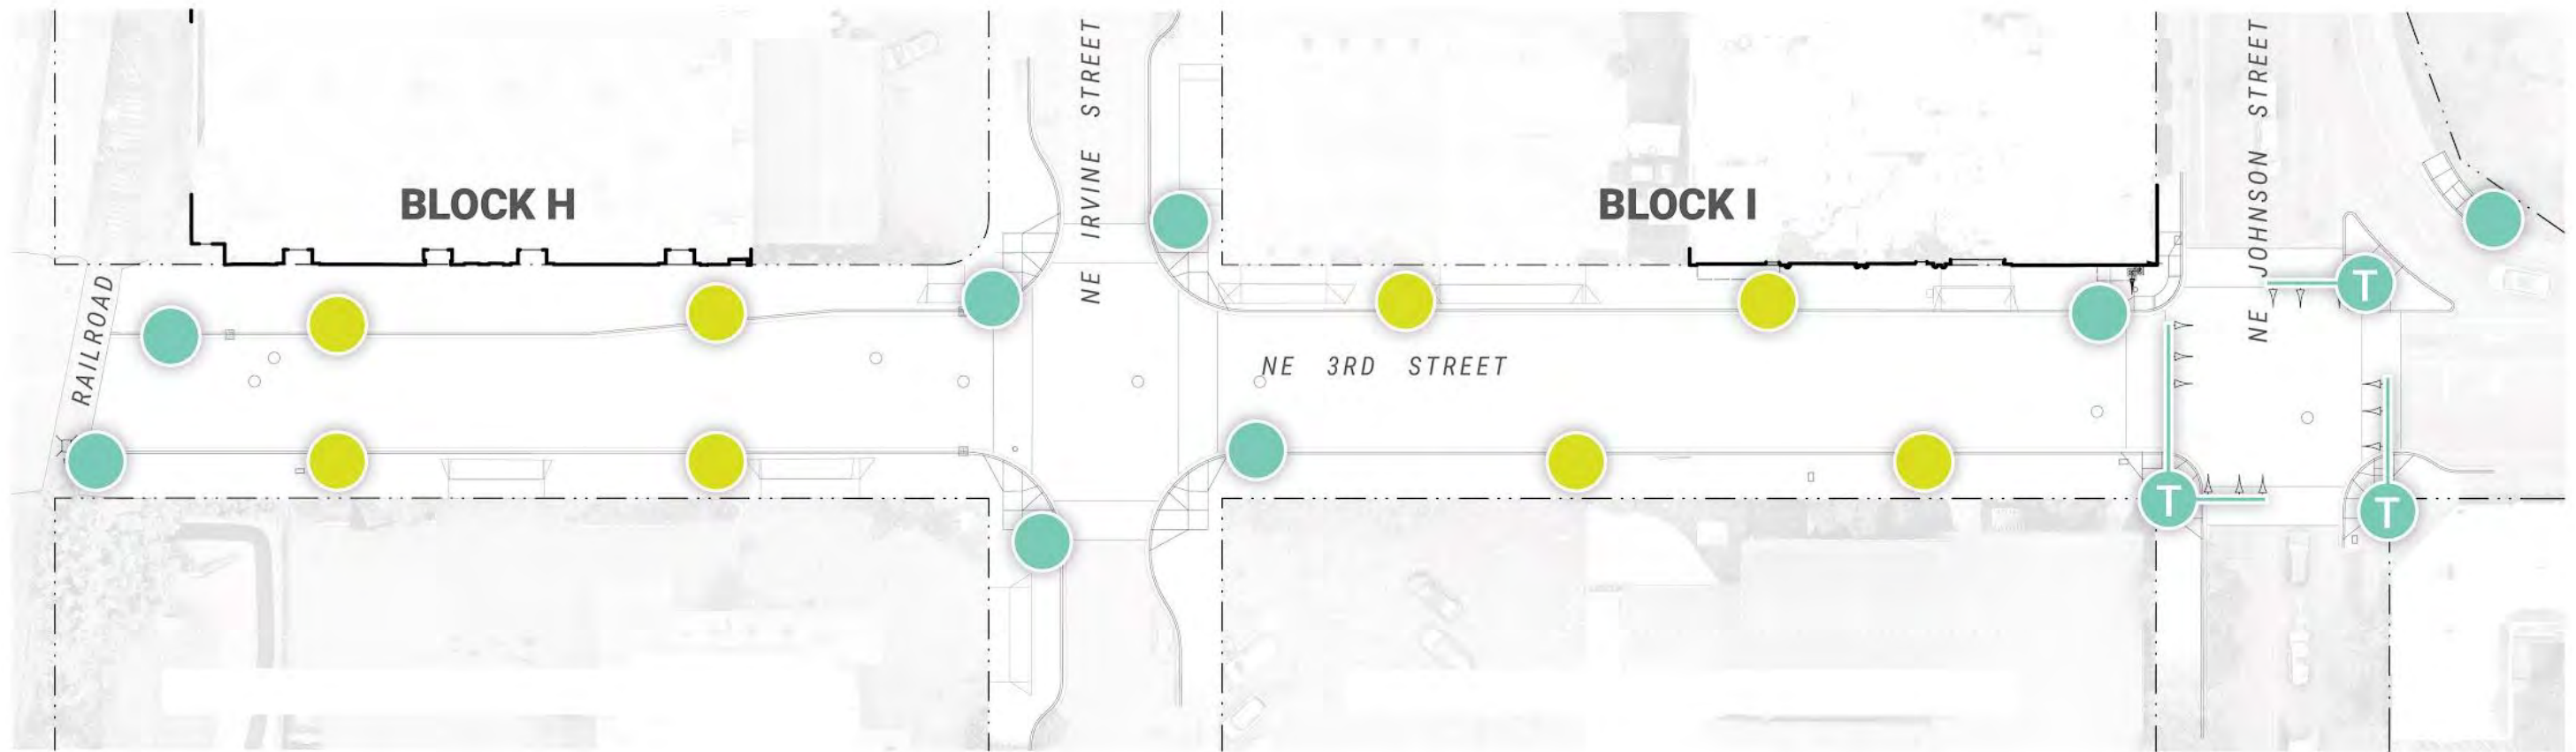 NE IRVINE STREET
NE JOHNSON STREET
BLOCK H
BLOCK I
RAILROAD
T
NE 3RD STREET
T
T